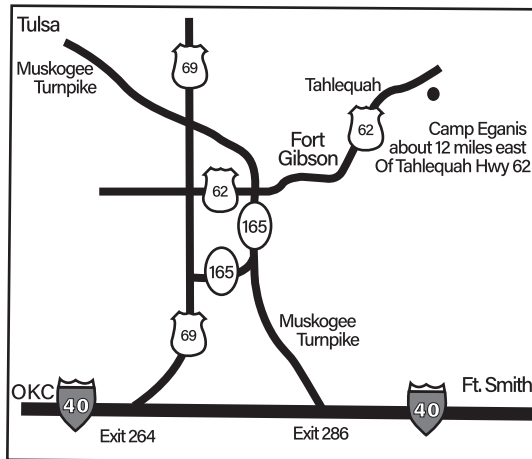 Tulsa
Muskogee
Turnpike
69
Tahlequah
62
Camp Eganis
about 12 miles east
Of Tahlequah Hwy 62
Fort
Gibson
62
165
165
69
Muskogee
Turnpike
OKC
40
Ft. Smith
40
Exit 264
Exit 286